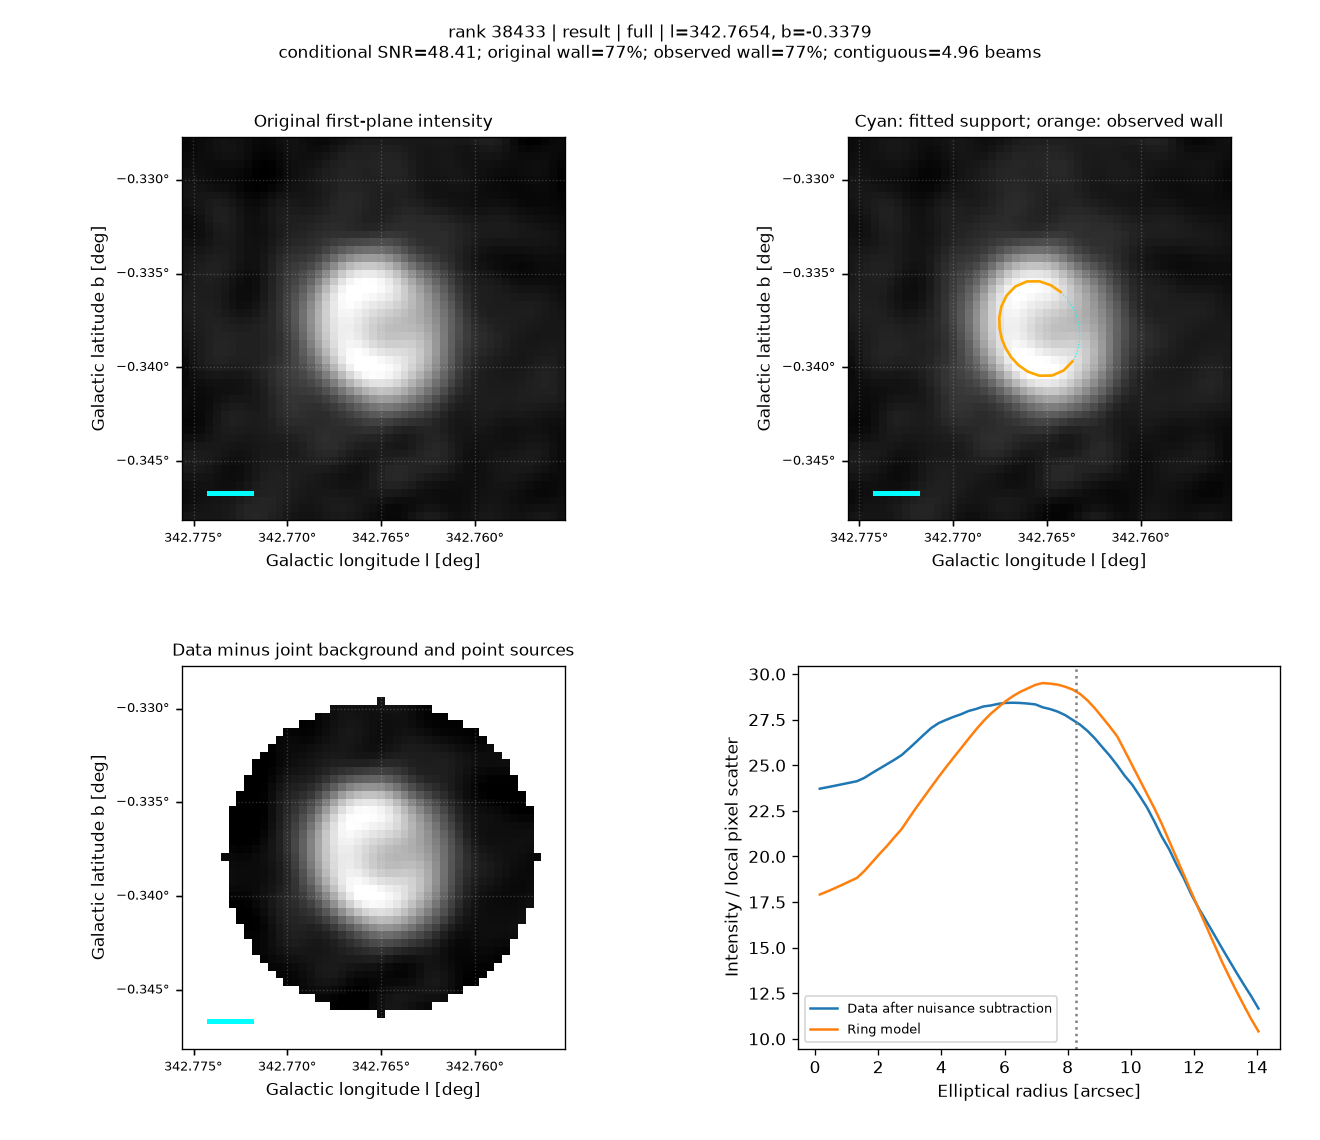 rank 38433 | result | full | l=342.7654, b=-0.3379
conditional SNR=48.41; original wall=77%; observed wall=77%; contiguous=4.96 beams
Original first-plane intensity
−0.330°
−0.335°
−0.340°
−0.345°
Galactic latitude b [deg]
342.775° 342.770° 342.765° 342.760°
Galactic longitude l [deg]
Cyan: fitted support; orange: observed wall
−0.330°
−0.335°
−0.340°
−0.345°
Galactic latitude b [deg]
342.775° 342.770° 342.765° 342.760°
Galactic longitude l [deg]
Data minus joint background and point sources
−0.330°
−0.335°
−0.340°
−0.345°
Galactic latitude b [deg]
342.775° 342.770° 342.765° 342.760°
Galactic longitude l [deg]
30.0
27.5
25.0
22.5
20.0
17.5
15.0
12.5
10.0
Intensity / local pixel scatter
Data after nuisance subtraction
Ring model
0 2 4 6 8 10 12 14
Elliptical radius [arcsec]